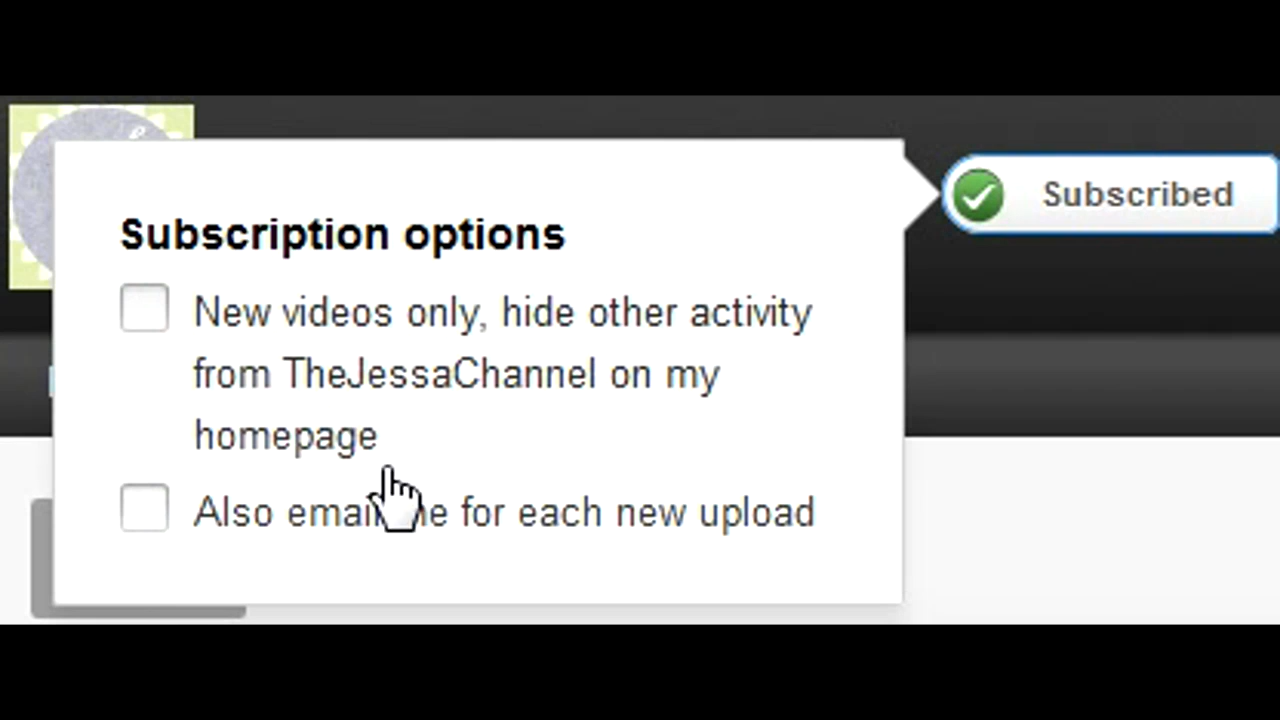 Subscribed
Subscription options
New videos only, hide other activity
from TheJessaChannel on my
homepage
Also email me for each new upload